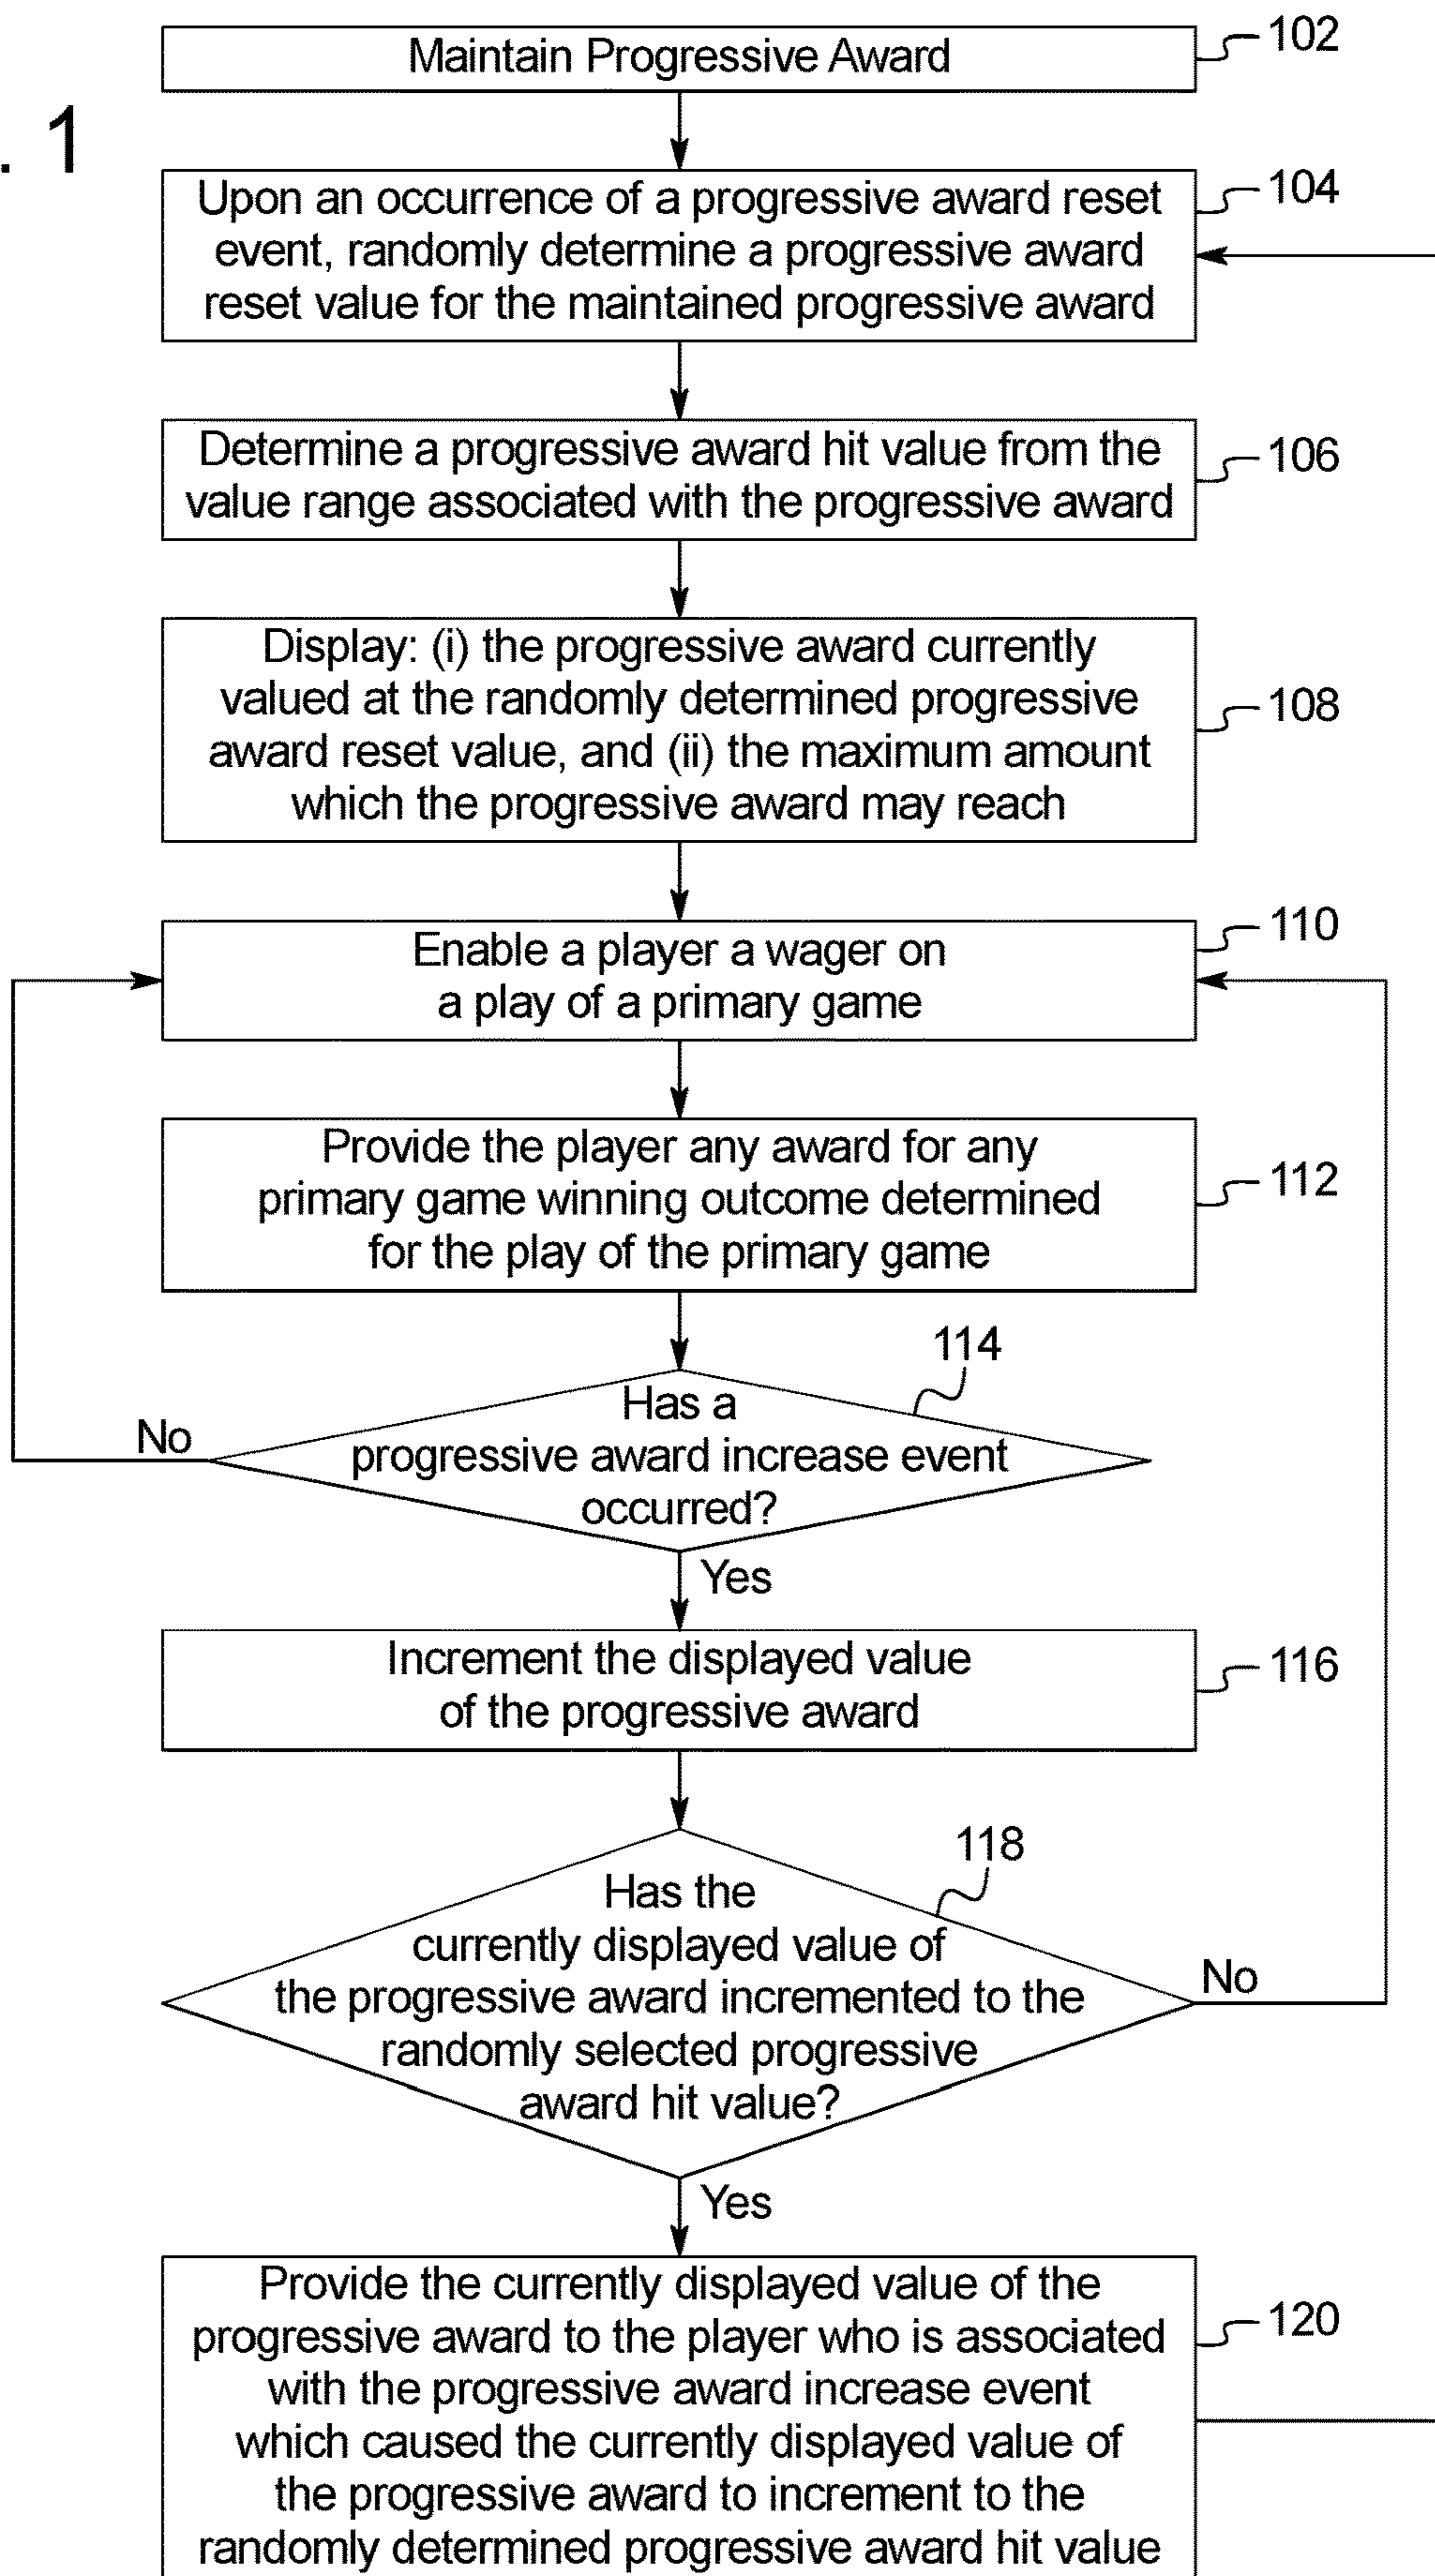 Maintain Progressive Award
102
. 1
Upon an occurrence of a progressive award reset
event, randomly determine a progressive award
reset value for the maintained progressive award
104
Determine a progressive award hit value from the
value range associated with the progressive award
106
Display: (i) the progressive award currently
valued at the randomly determined progressive
award reset value, and (ii) the maximum amount
which the progressive award may reach
108
Enable a player a wager on
a play of a primary game
110
Provide the player any award for any
primary game winning outcome determined
for the play of the primary game
112
114
Has a
progressive award increase event
occurred?
No
Yes
Increment the displayed value
of the progressive award
116
118
Has the
currently displayed value of
the progressive award incremented to the
randomly selected progressive
award hit value?
No
Yes
Provide the currently displayed value of the
progressive award to the player who is associated
with the progressive award increase event
which caused the currently displayed value of
the progressive award to increment to the
randomly determined progressive award hit value
120